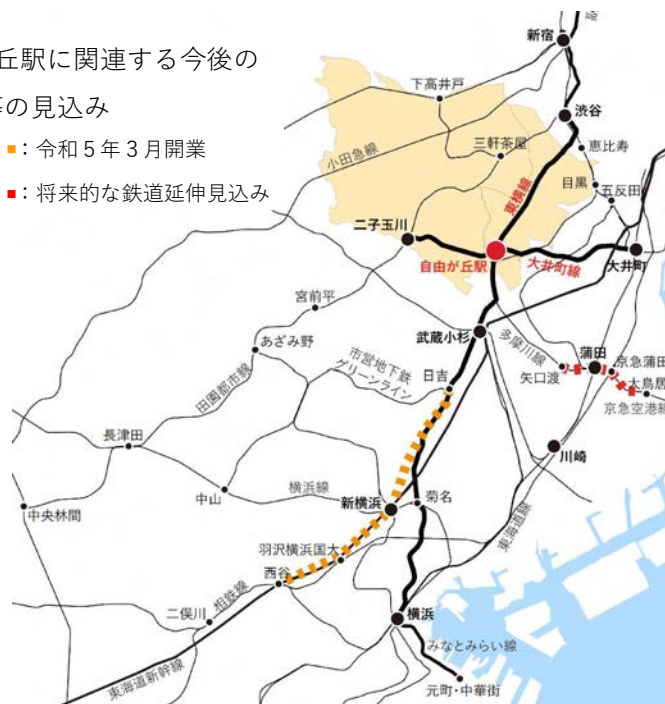 丘駅に関連する今後の
の見込み
■：令和5年3月開業
■：将来的な鉄道延伸見込み
新宿
下高井戸
渋谷
三軒茶屋
恵比寿
小田急線
目黒
東横線
五反田
二子玉川
自由が丘駅
大井町線
大井町
宮前平
武蔵小杉
多摩川線
蒲田
あざみ野
市営地下鉄
グリーンライン
日吉
矢口渡
京急蒲田
大鳥居
京急空港線
田園都市線
長津田
川崎
中山
横浜線
新横浜
菊名
中央林間
東海道線
羽沢横浜国大
西谷
相鉄線
二俣川
横浜
みなとみらい線
東海道新幹線
元町・中華街